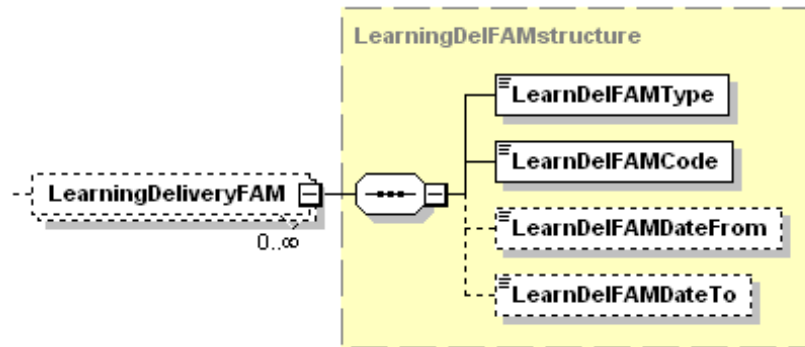 LearningDelFAMstructure
LearnDelFAMType
LearnDelFAMCode
LearningDeliveryFAM
0..∞
LearnDelFAMDateFrom
LearnDelFAMDateTo